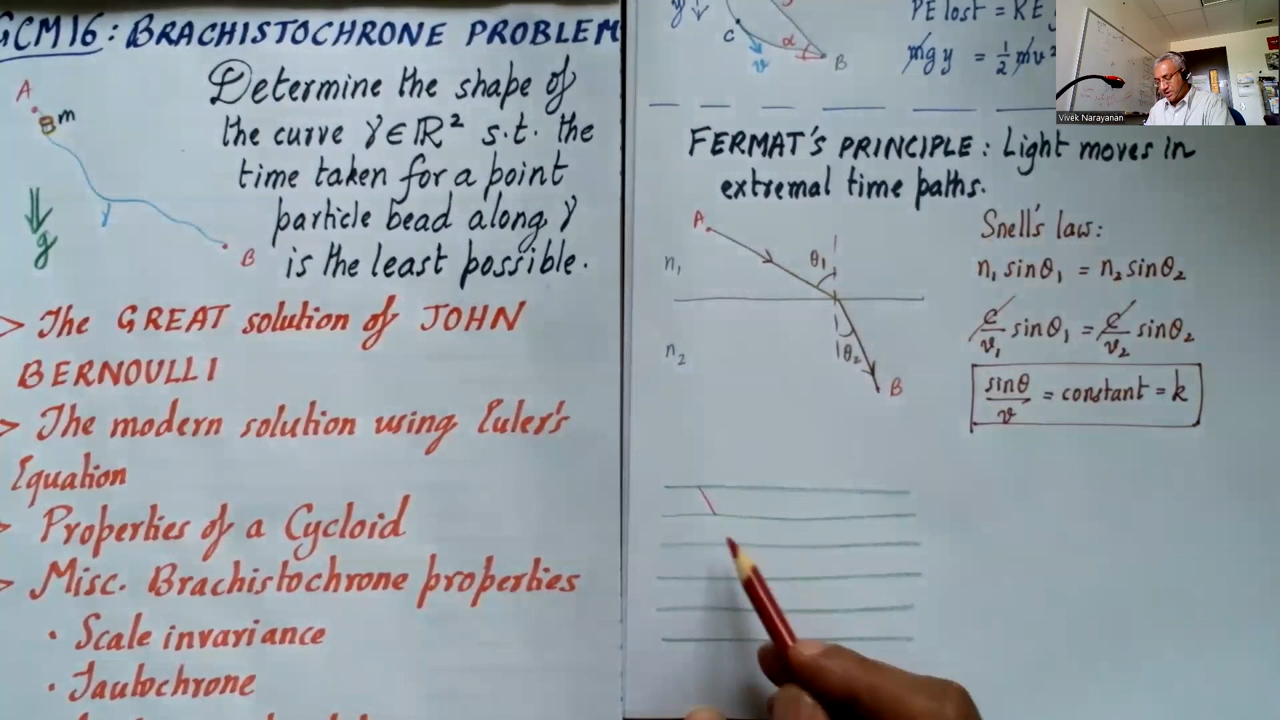 GCM16: BRACHISTOCHRONE PROBLEM
A
m
g
γ
B
Determine the shape of
the curve γ∈ℝ² s.t. the
time taken for a point
particle bead along γ
is the least possible.
> The GREAT solution of JOHN
BERNOULLI
> The modern solution using Euler's
Equation
> Properties of a Cycloid
> Misc. Brachistochrone properties
• Scale invariance
• Tautochrone
y
C
v
α
B
PE lost = KE
mgy = 1/2 mv²
Vivek Narayanan
FERMAT'S PRINCIPLE: Light moves in
extremal time paths.
A
n₁
θ₁
n₂
θ₂
B
Snell's law:
n₁ sinθ₁ = n₂ sinθ₂
c/v₁ sinθ₁ = c/v₂ sinθ₂
sinθ/v = constant = k